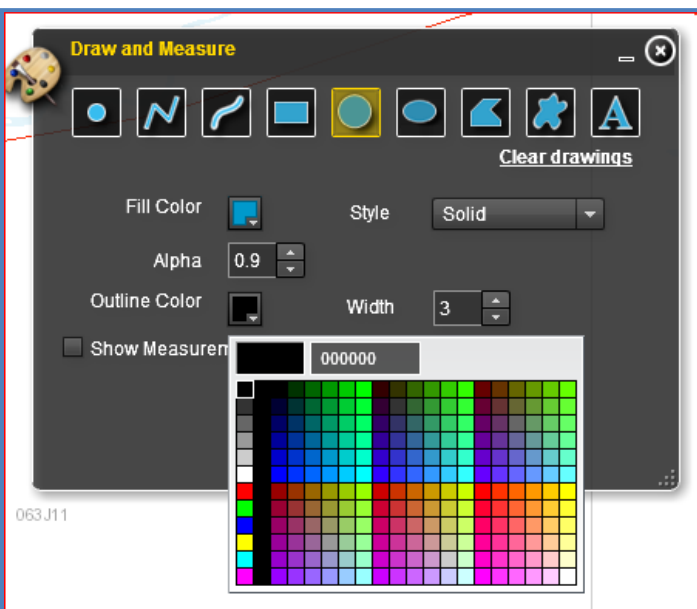 Draw and Measure
A
Clear drawings
Fill Color
Style
Solid
Alpha
0.9
Outline Color
Width
3
Show Measurem
000000
063J11